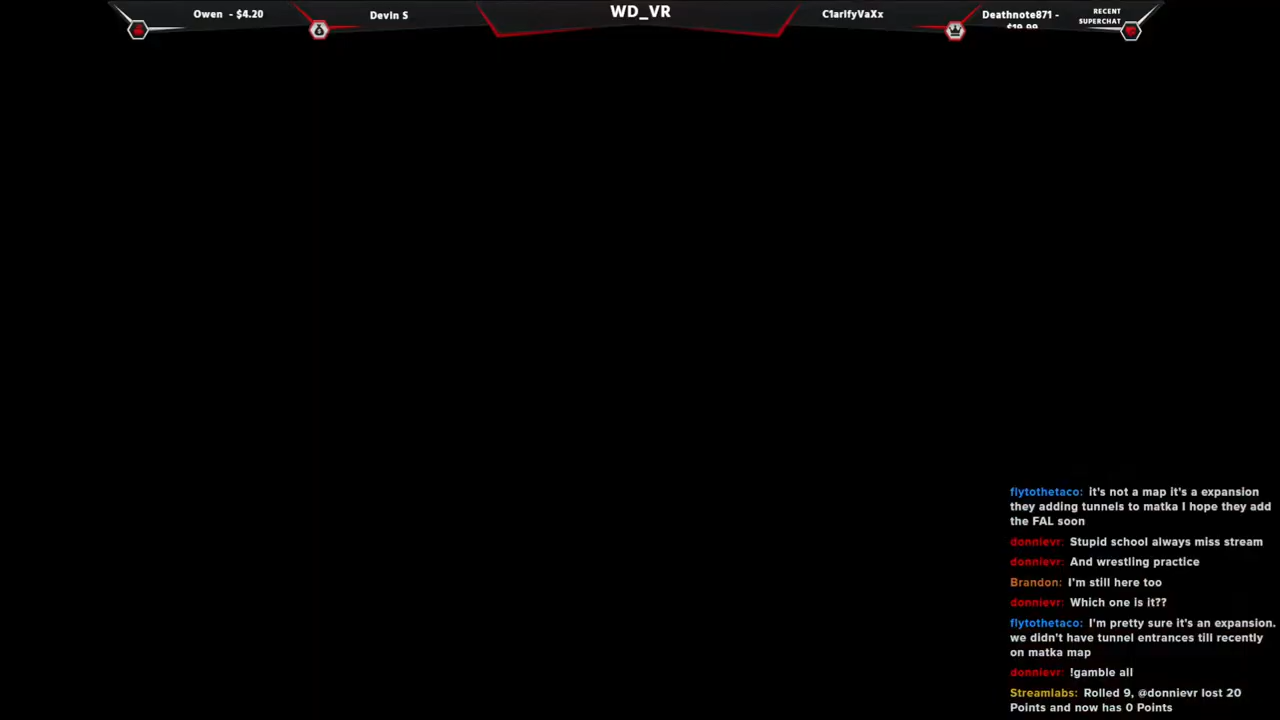 Owen - $4.20
Devin S
WD_VR
C1arifyVaXx
Deathnote871 -
$19.99
RECENT
SUPERCHAT
flytothetaco: it's not a map it's a expansion
they adding tunnels to matka I hope they add
the FAL soon
donnievr: Stupid school always miss stream
donnievr: And wrestling practice
Brandon: I'm still here too
donnievr: Which one is it??
flytothetaco: I'm pretty sure it's an expansion.
we didn't have tunnel entrances till recently
on matka map
donnievr: !gamble all
Streamlabs: Rolled 9, @donnievr lost 20
Points and now has 0 Points